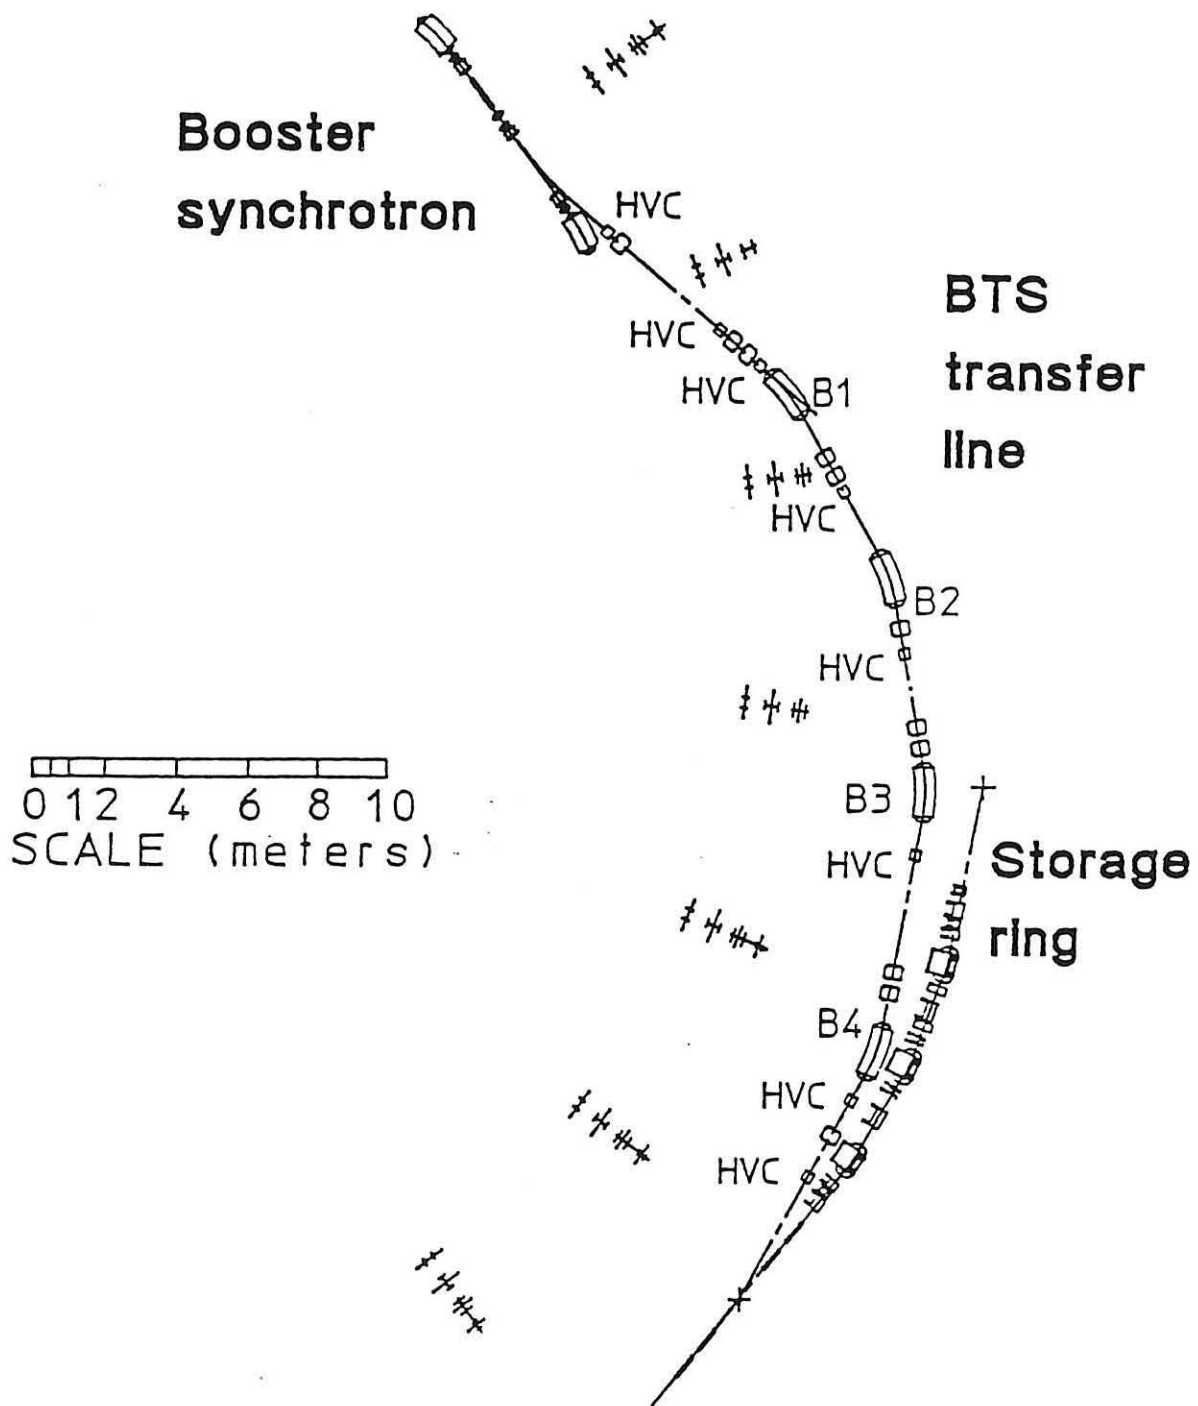 Booster
synchrotron
HVC
BTS
transfer
line
HVC
HVC
B1
HVC
B2
HVC
B3
HVC
Storage
ring
0 1 2 4 6 8 10
SCALE (meters)
B4
HVC
HVC